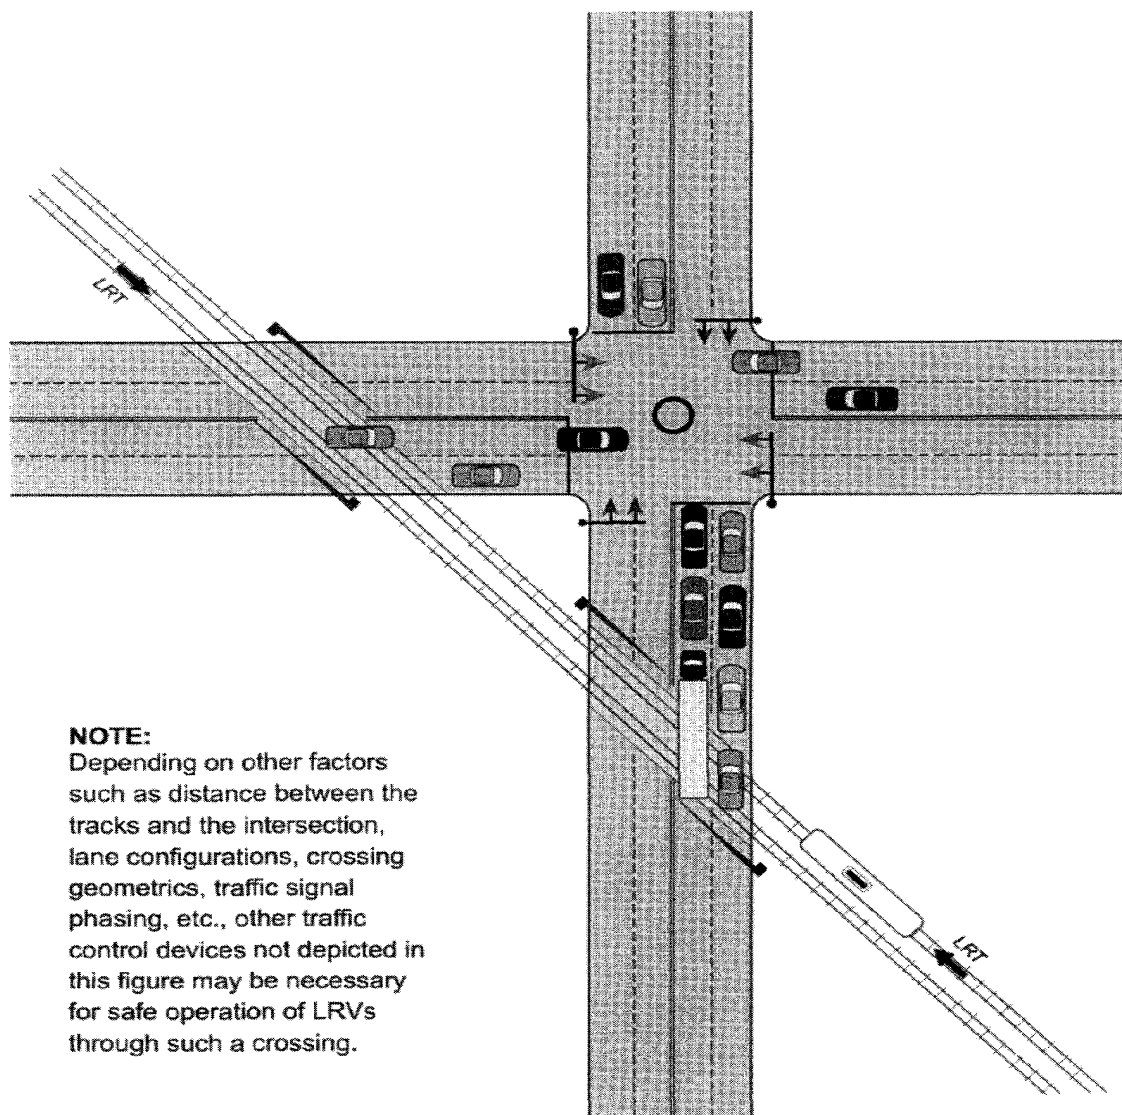 LRT
NOTE:
Depending on other factors
such as distance between the
tracks and the intersection,
lane configurations, crossing
geometrics, traffic signal
phasing, etc., other traffic
control devices not depicted in
this figure may be necessary
for safe operation of LRVs
through such a crossing.
LRT